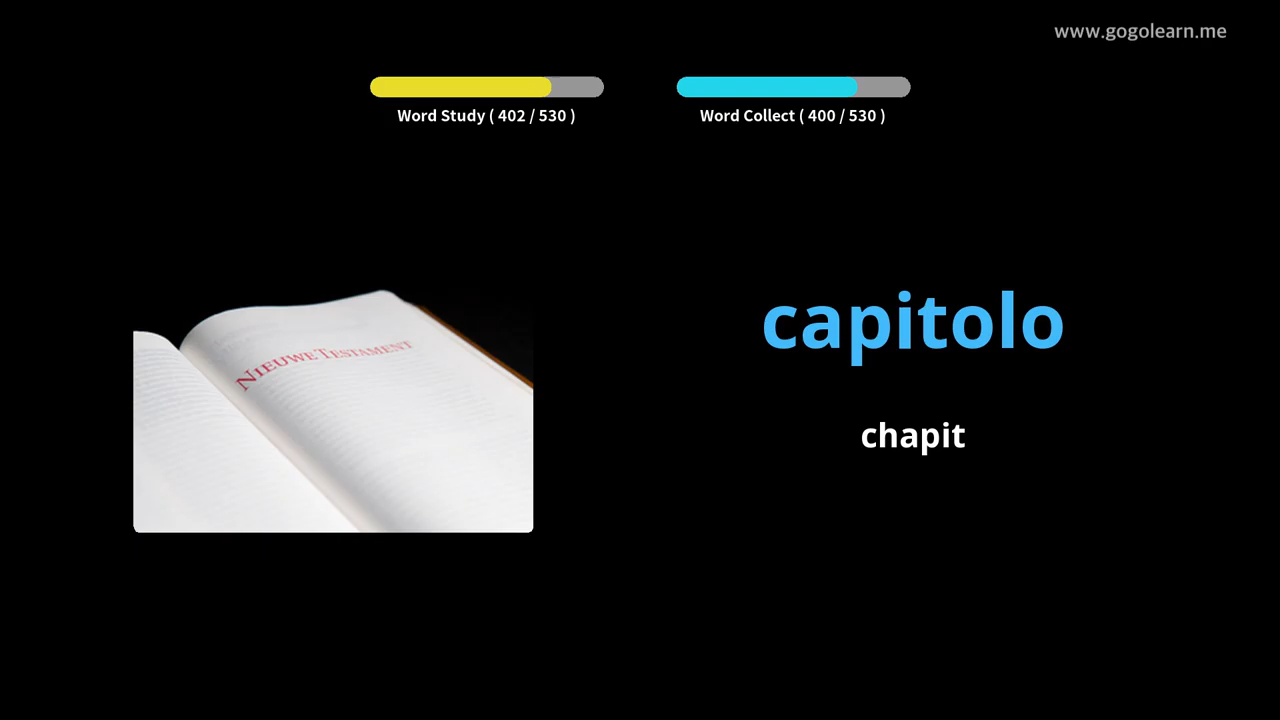 www.gogolearn.me
Word Study ( 402 / 530 )
Word Collect ( 400 / 530 )
NIEUWE TESTAMENT
capitolo
chapit